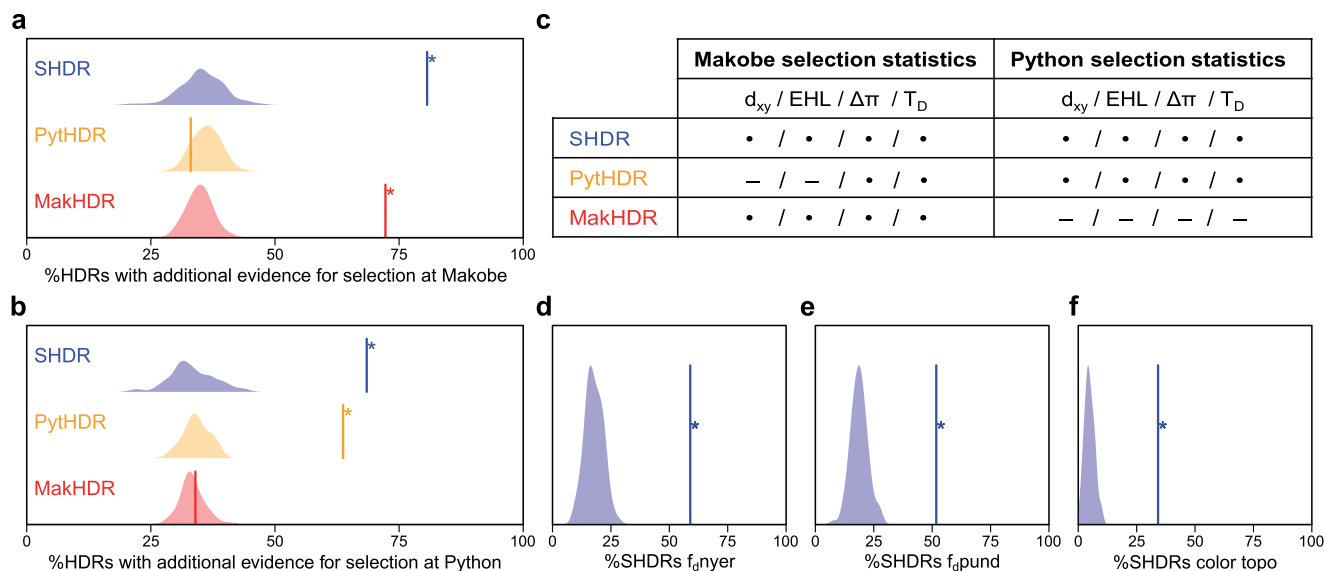 a
SHDR
*
PytHDR
MakHDR
*
0 25 50 75 100
%HDRs with additional evidence for selection at Makobe
b
SHDR
*
PytHDR
*
MakHDR
0 25 50 75 100
%HDRs with additional evidence for selection at Python
c
Makobe selection statistics Python selection statistics
dxy / EHL / Δπ / TD dxy / EHL / Δπ / TD
SHDR • / • / • / • • / • / • / •
PytHDR – / – / • / • • / • / • / •
MakHDR • / • / • / • – / – / – / –
d
*
0 25 50 75 100
%SHDRs fdnyer
e
*
0 25 50 75 100
%SHDRs fdpund
f
*
0 25 50 75 100
%SHDRs color topo